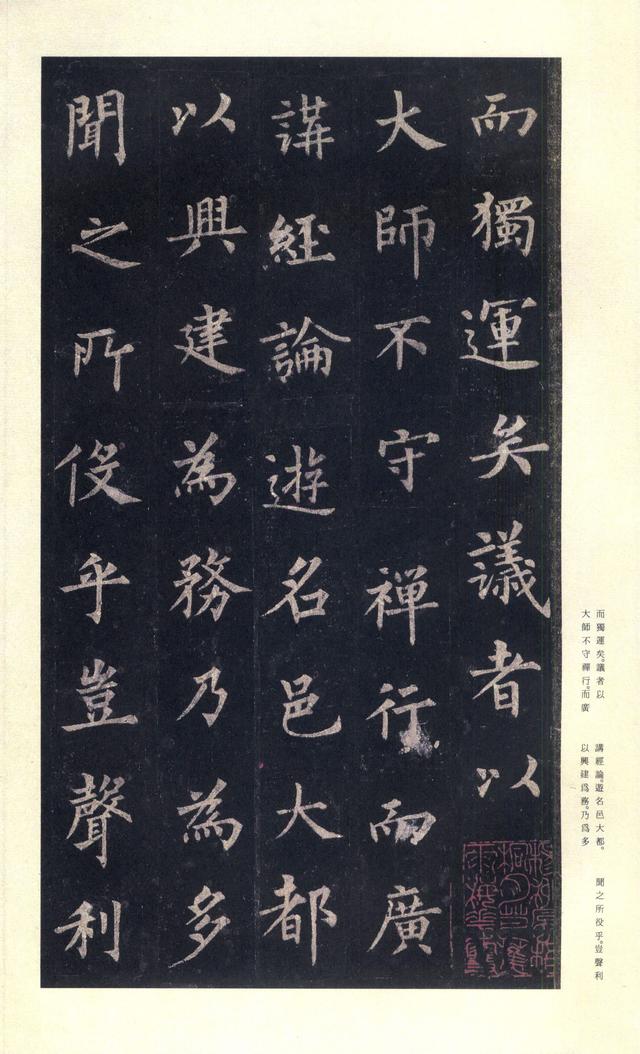 而獨運矣議者以
大師不守禪行而廣
講經論遊名邑大都
以興建為務乃為多
聞之所伇乎豈聲利
而獨運矣。議者以
大師不守禪行。而廣
講經論。遊名邑大都。
以興建爲務。乃爲多
聞之所役乎。豈聲利